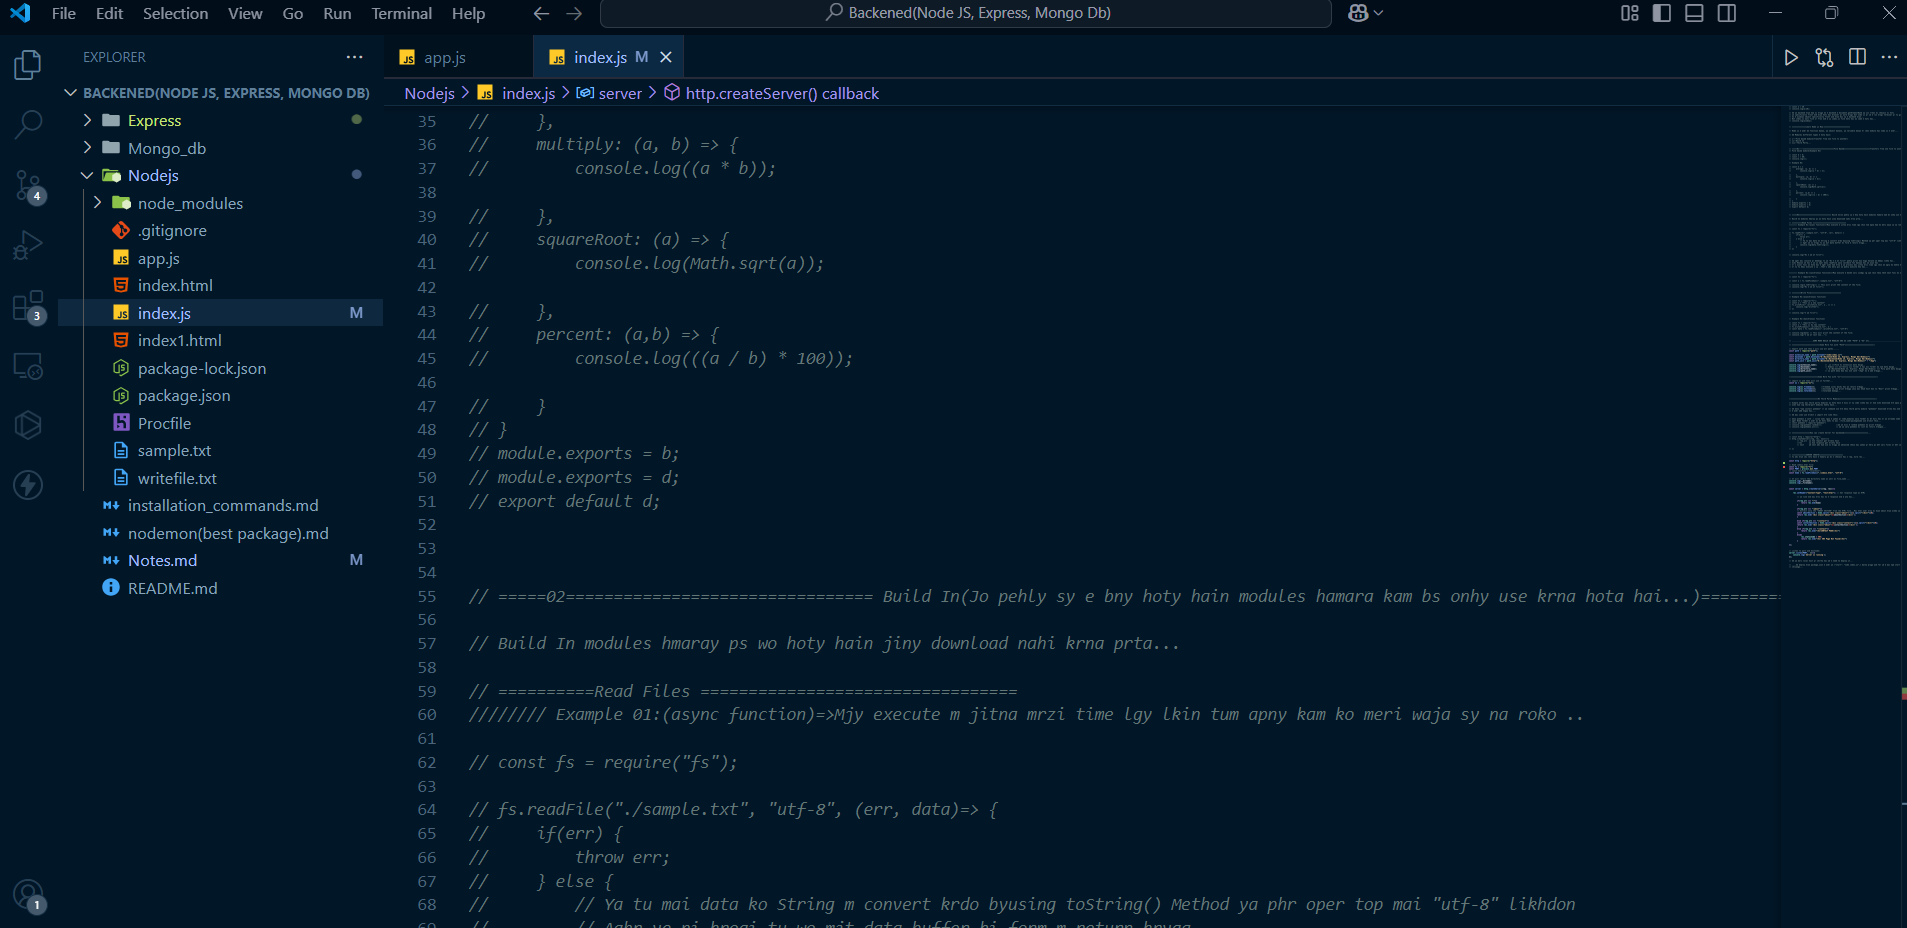 File Edit Selection View Go Run Terminal Help
Backened(Node JS, Express, Mongo Db)
EXPLORER
BACKENED(NODE JS, EXPRESS, MONGO DB)
Express
Mongo_db
Nodejs
node_modules
.gitignore
app.js
index.html
index.js M
index1.html
package-lock.json
package.json
Procfile
sample.txt
writefile.txt
installation_commands.md
nodemon(best package).md
Notes.md M
README.md
4
3
1
app.js
index.js M
Nodejs > index.js > server > http.createServer() callback
35 //     },
36 //     multiply: (a, b) => {
37 //         console.log((a * b));
38
39 //     },
40 //     squareRoot: (a) => {
41 //         console.log(Math.sqrt(a));
42
43 //     },
44 //     percent: (a,b) => {
45 //         console.log(((a / b) * 100));
46
47 //     }
48 // }
49 // module.exports = b;
50 // module.exports = d;
51 // export default d;
52
53
54
55 // =====02================================ Build In(Jo pehly sy e bny hoty hain modules hamara kam bs onhy use krna hota hai...)=========
56
57 // Build In modules hmaray ps wo hoty hain jiny download nahi krna prta...
58
59 // ==========Read Files =================================
60 //////// Example 01:(async function)=>Mjy execute m jitna mrzi time lgy lkin tum apny kam ko meri waja sy na roko ..
61
62 // const fs = require("fs");
63
64 // fs.readFile("./sample.txt", "utf-8", (err, data)=> {
65 //     if(err) {
66 //         throw err;
67 //     } else {
68 //         // Ya tu mai data ko String m convert krdo byusing toString() Method ya phr oper top mai "utf-8" likhdon
69 //         //